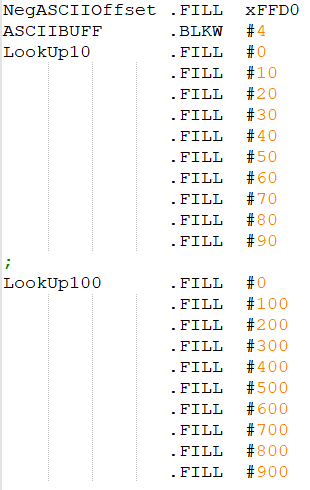 NegASCIIOffset .FILL xFFD0
ASCIIBUFF .BLKW #4
LookUp10 .FILL #0
.FILL #10
.FILL #20
.FILL #30
.FILL #40
.FILL #50
.FILL #60
.FILL #70
.FILL #80
.FILL #90
;
LookUp100 .FILL #0
.FILL #100
.FILL #200
.FILL #300
.FILL #400
.FILL #500
.FILL #600
.FILL #700
.FILL #800
.FILL #900